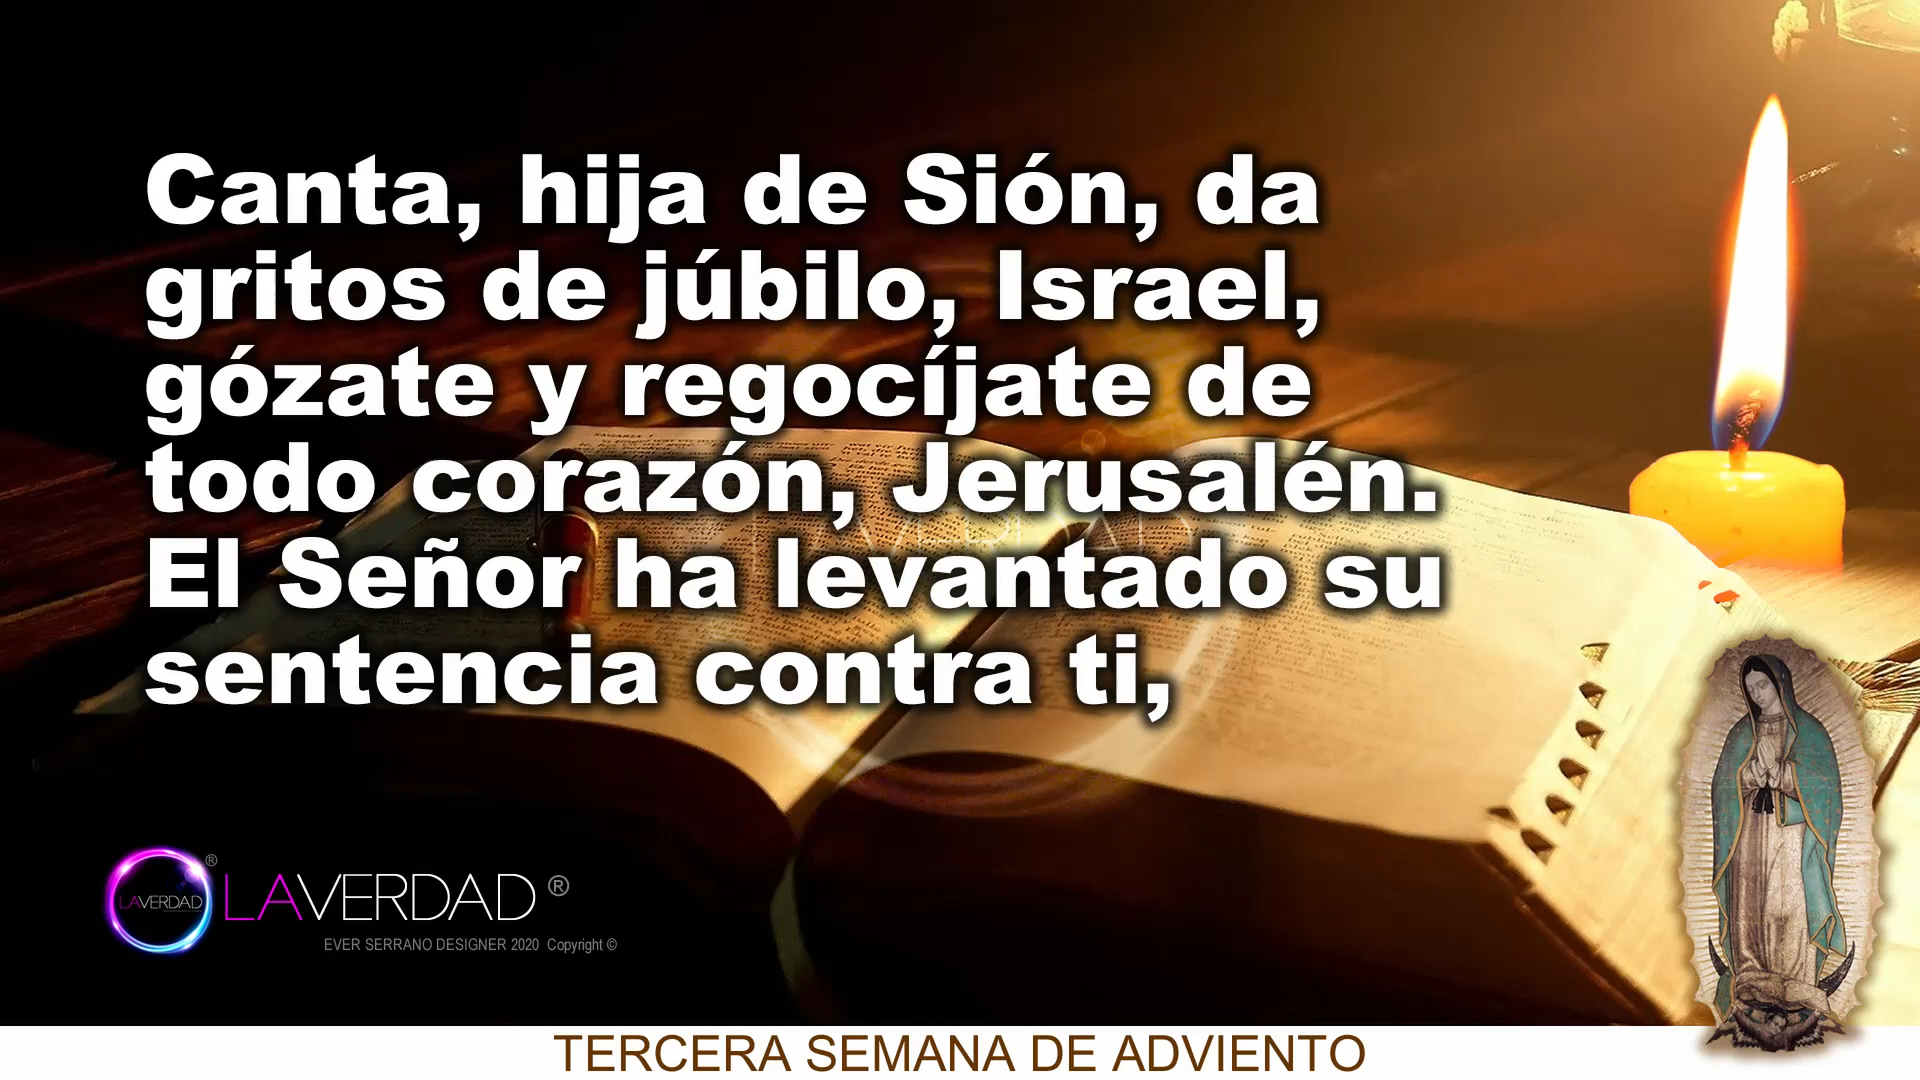 Canta, hija de Sión, da
gritos de júbilo, Israel,
gózate y regocíjate de
todo corazón, Jerusalén.
El Señor ha levantado su
sentencia contra ti,
LAVERDAD ®
LAVERDAD ®
EVER SERRANO DESIGNER 2020 Copyright ©
TERCERA SEMANA DE ADVIENTO